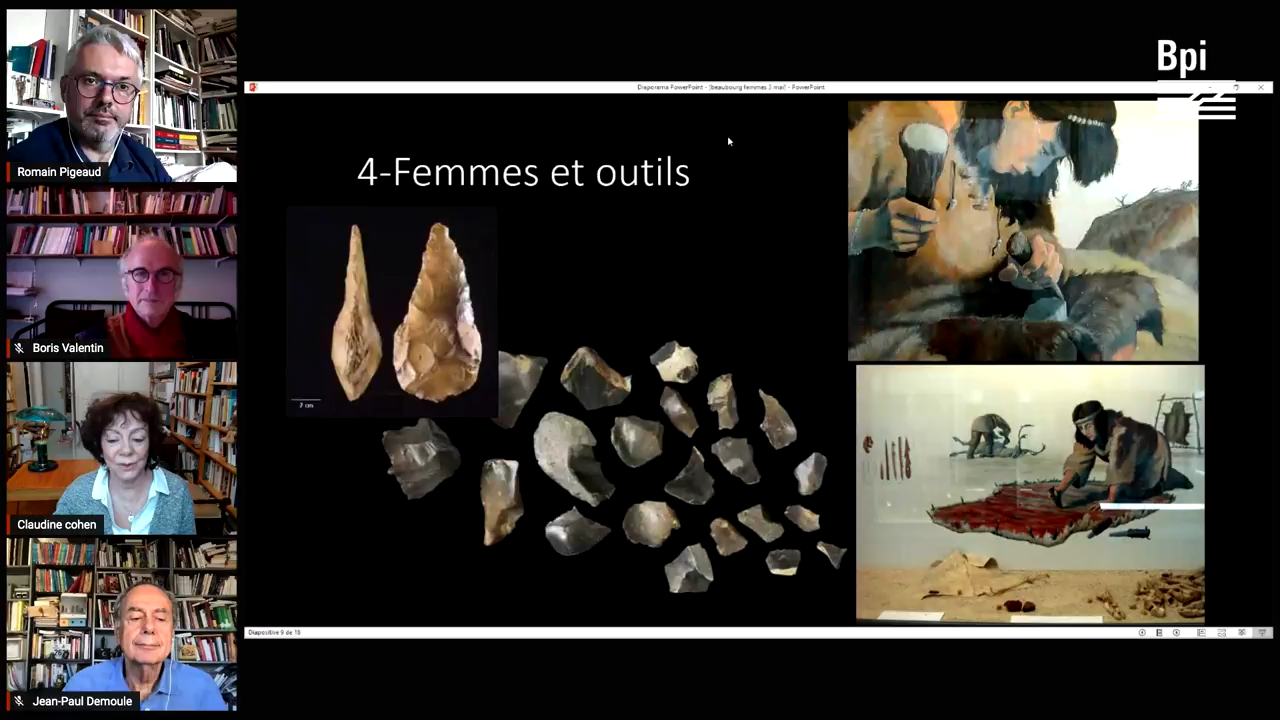 Romain Pigeaud
Boris Valentin
Claudine cohen
Jean-Paul Demoule
Bpi
Diaporama PowerPoint - [beaubourg femmes 3 mai] - PowerPoint
4-Femmes et outils
Diapositive 9 de 18